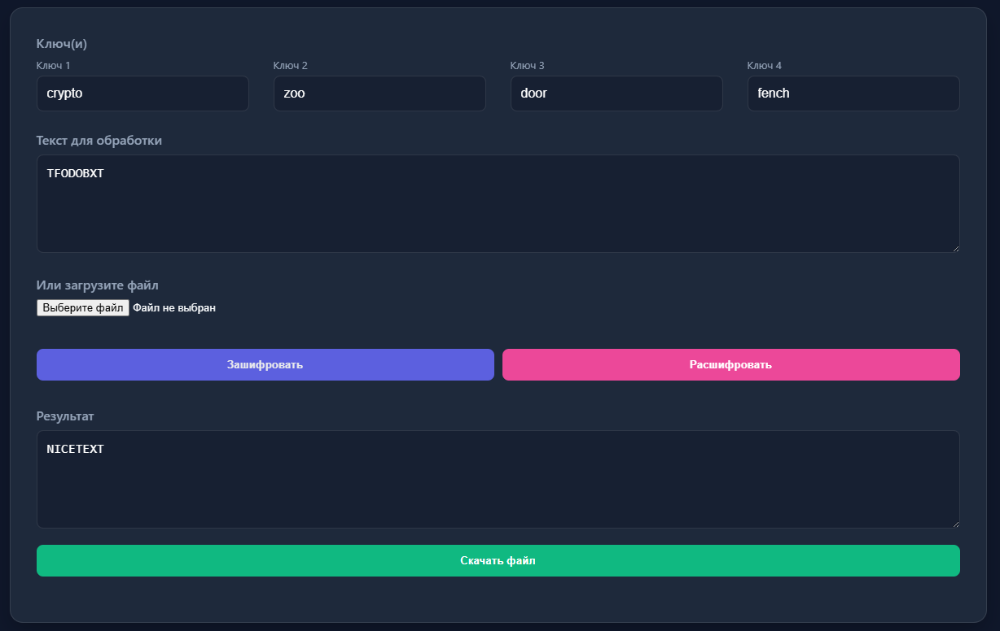 Ключ(и)
Ключ 1 Ключ 2 Ключ 3 Ключ 4
crypto zoo door fench
Текст для обработки
TFODOBXT
Или загрузите файл
Выберите файл Файл не выбран
Зашифровать Расшифровать
Результат
NICETEXT
Скачать файл